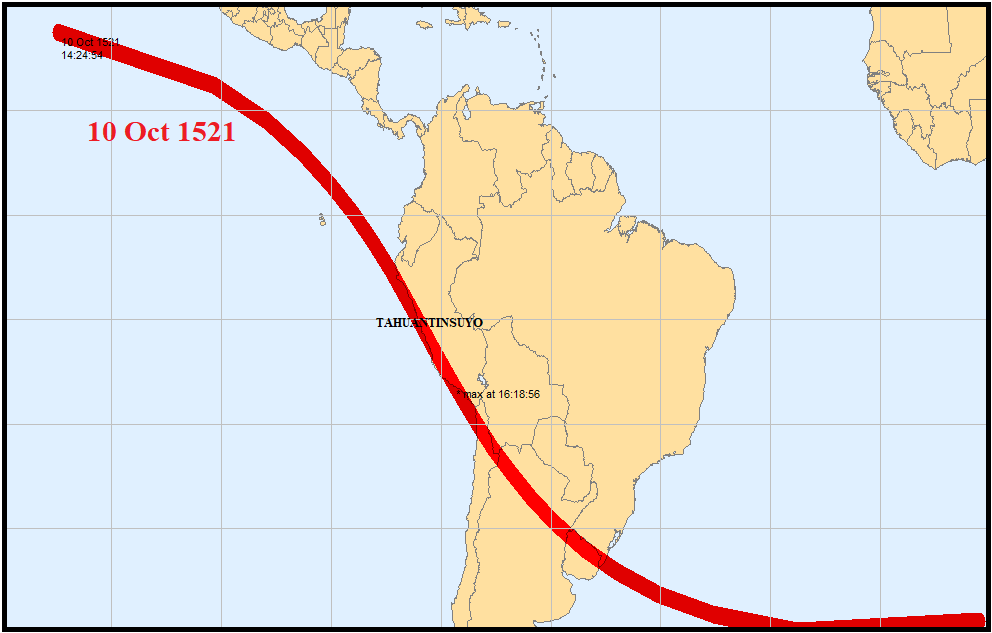 10 Oct 1521
14:24:54
10 Oct 1521
TAHUANTINSUYO
* max at 16:18:56